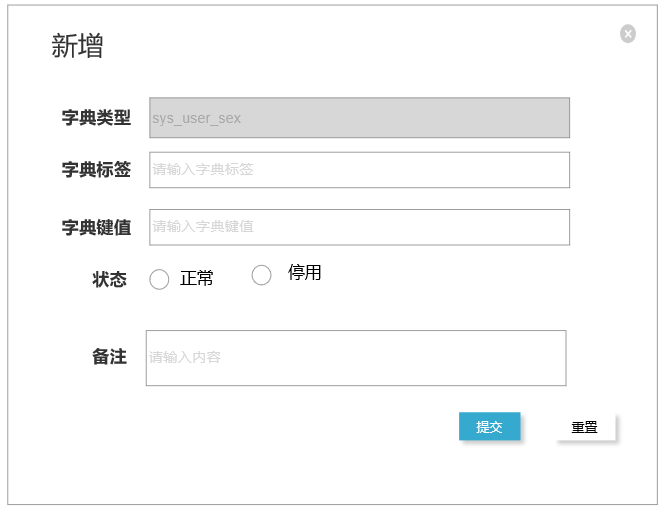 新增
字典类型 sys_user_sex
字典标签 请输入字典标签
字典键值 请输入字典键值
状态 正常 停用
备注 请输入内容
提交 重置